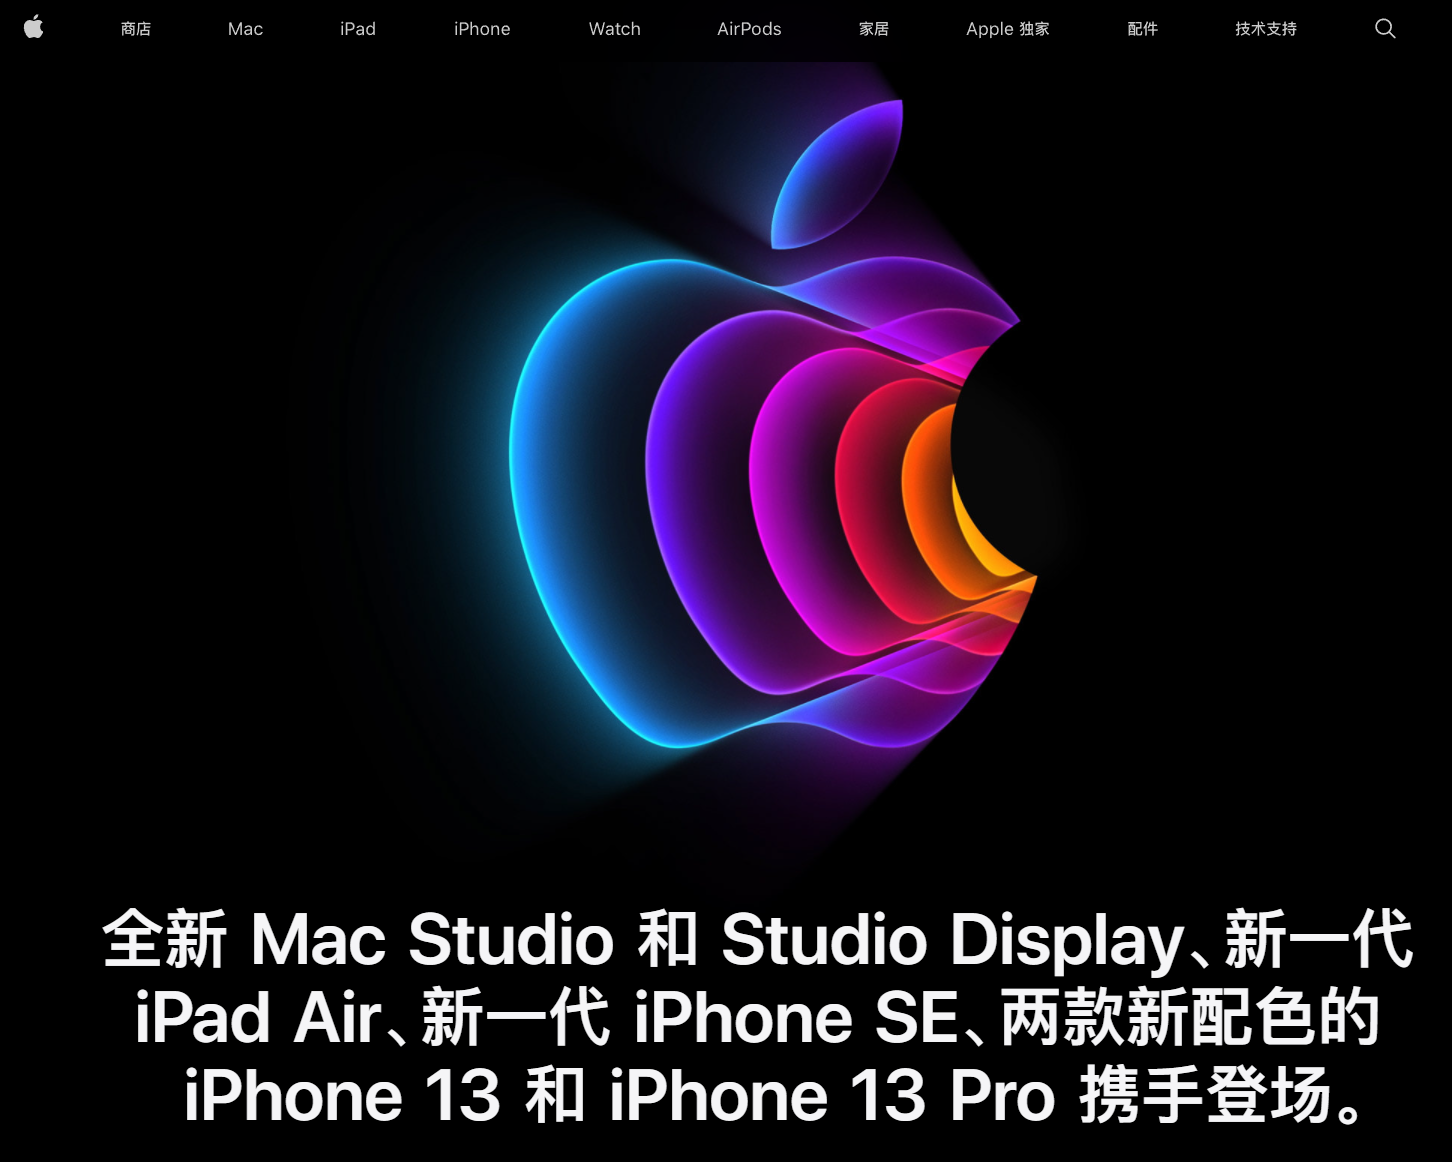 商店 Mac iPad iPhone Watch AirPods 家居 Apple 独家 配件 技术支持
全新 Mac Studio 和 Studio Display、新一代
iPad Air、新一代 iPhone SE、两款新配色的
iPhone 13 和 iPhone 13 Pro 携手登场。